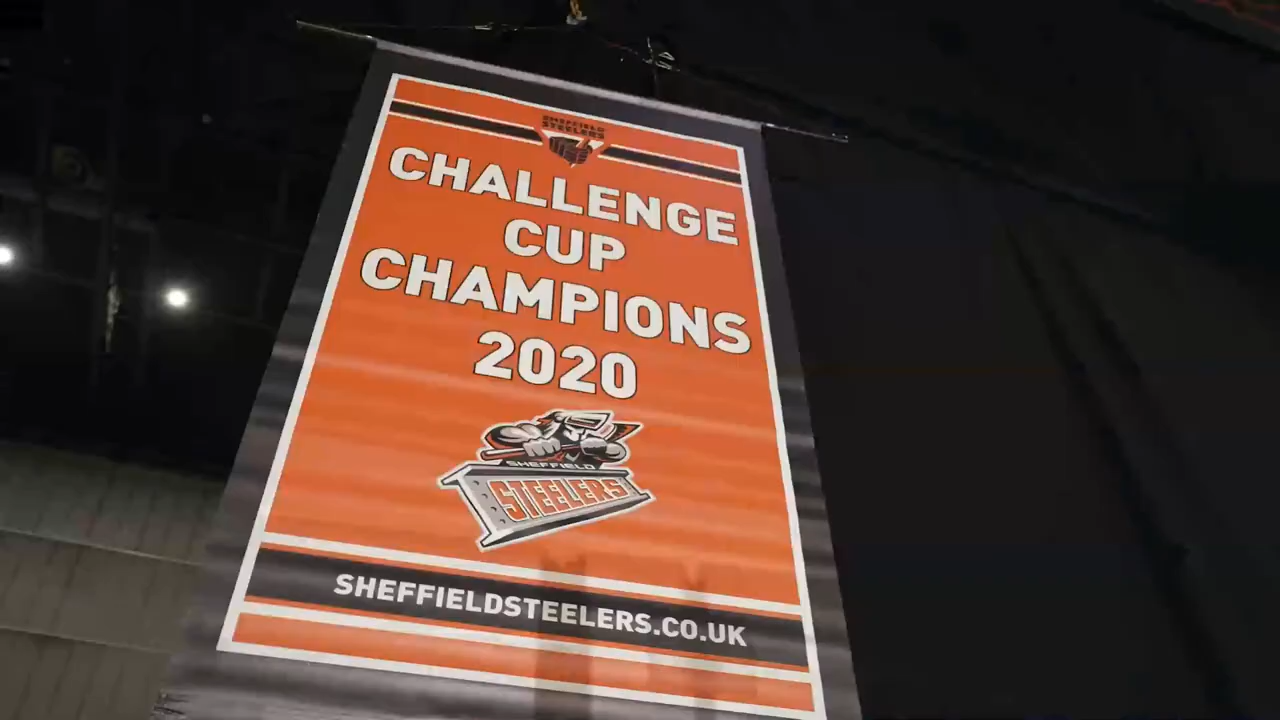 SHEFFIELD
STEELERS
CHALLENGE
CUP
CHAMPIONS
2020
SHEFFIELD
STEELERS
SHEFFIELDSTEELERS.CO.UK